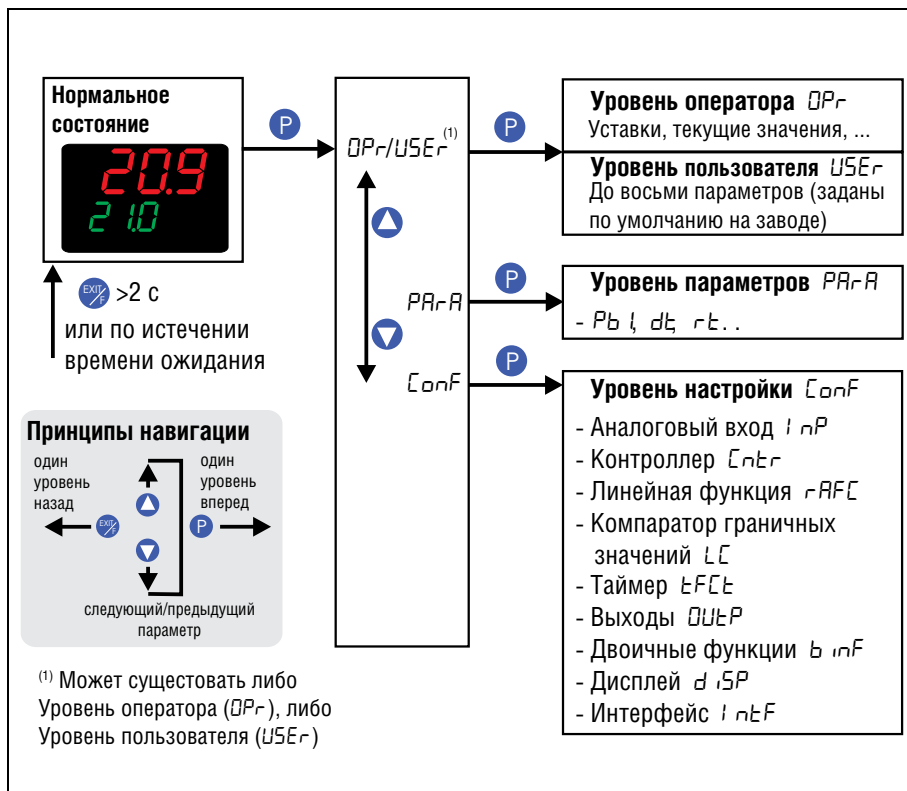 Нормальное
состояние
20.9
21.0
P
EXIT/F >2 с
или по истечении
времени ожидания
OPr/USEr (1)
PArA
ConF
P
Уровень оператора OPr
Уставки, текущие значения, ...
Уровень пользователя USEr
До восьми параметров (заданы
по умолчанию на заводе)
P
Уровень параметров PArA
- Pb1, dt, rt..
P
Уровень настройки ConF
- Аналоговый вход InP
- Контроллер Cntr
- Линейная функция rAFC
- Компаратор граничных
значений LC
- Таймер tFCt
- Выходы OUtP
- Двоичные функции binF
- Дисплей diSP
- Интерфейс IntF
Принципы навигации
один
уровень
назад
EXIT/F
один
уровень
вперед
P
следующий/предыдущий
параметр
(1) Может сущестовать либо
Уровень оператора (OPr), либо
Уровень пользователя (USEr)